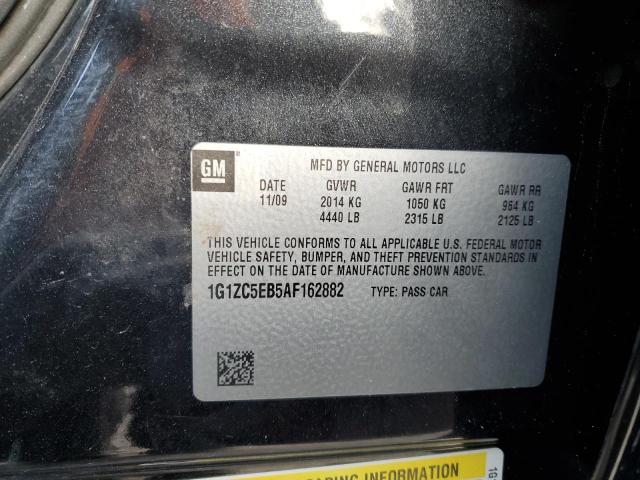 GM
MFD BY GENERAL MOTORS LLC
DATE GVWR GAWR FRT GAWR RR
11/09 2014 KG 1050 KG 964 KG
4440 LB 2315 LB 2125 LB
THIS VEHICLE CONFORMS TO ALL APPLICABLE U.S. FEDERAL MOTOR
VEHICLE SAFETY, BUMPER, AND THEFT PREVENTION STANDARDS IN
EFFECT ON THE DATE OF MANUFACTURE SHOWN ABOVE.
1G1ZC5EB5AF162882 TYPE: PASS CAR
INFORMATION